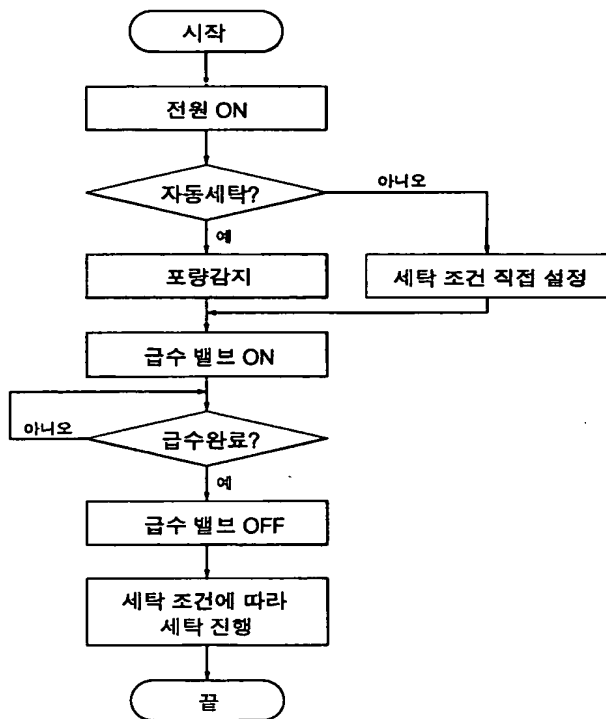 시작
전원 ON
자동세탁?
아니오
예
포량감지
세탁 조건 직접 설정
급수 밸브 ON
아니오
급수완료?
예
급수 밸브 OFF
세탁 조건에 따라
세탁 진행
끝